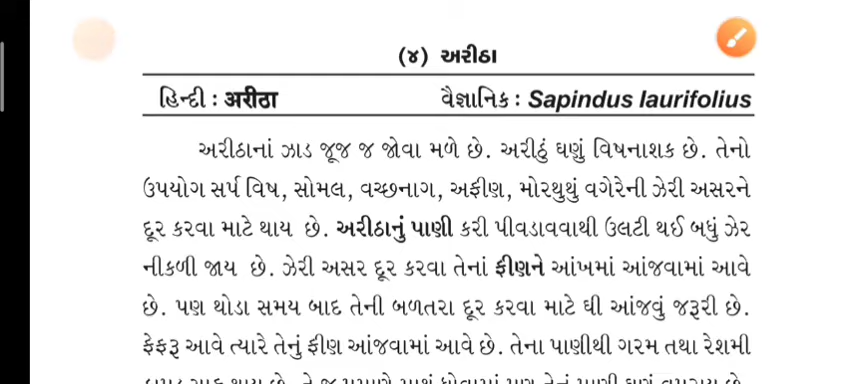 (૪) અરીઠા
હિન્દી : अरीठा વૈજ્ઞાનિક : Sapindus laurifolius
અરીઠાનાં ઝાડ જૂજ જ જોવા મળે છે. અરીઠું ઘણું વિષનાશક છે. તેનો
ઉપયોગ સર્પ વિષ, સોમલ, વચ્છનાગ, અફીણ, મોરથુથું વગેરેની ઝેરી અસરને
દૂર કરવા માટે થાય છે. અરીઠાનું પાણી કરી પીવડાવવાથી ઉલટી થઈ બધું ઝેર
નીકળી જાય છે. ઝેરી અસર દૂર કરવા તેનાં ફીણને આંખમાં આંજવામાં આવે
છે. પણ થોડા સમય બાદ તેની બળતરા દૂર કરવા માટે ઘી આંજવું જરૂરી છે.
ફેફરૂ આવે ત્યારે તેનું ફીણ આંજવામાં આવે છે. તેના પાણીથી ગરમ તથા રેશમી